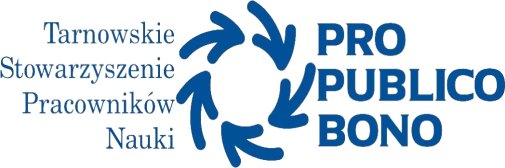 Tarnowskie
Stowarzyszenie
Pracowników
Nauki
PRO
PUBLICO
BONO